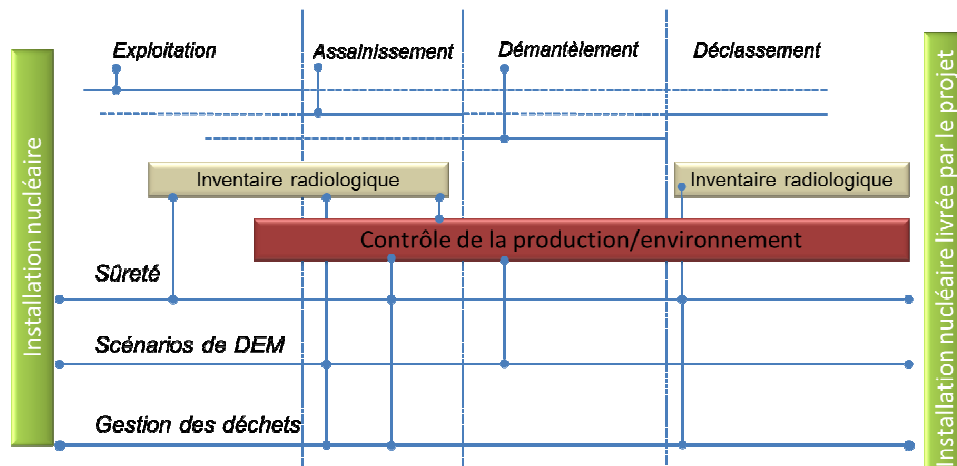 Exploitation
Assainissement
Démantèlement
Déclassement
Installation nucléaire
Inventaire radiologique
Inventaire radiologique
Contrôle de la production/environnement
Sûreté
Scénarios de DEM
Gestion des déchets
Installation nucléaire livrée par le projet